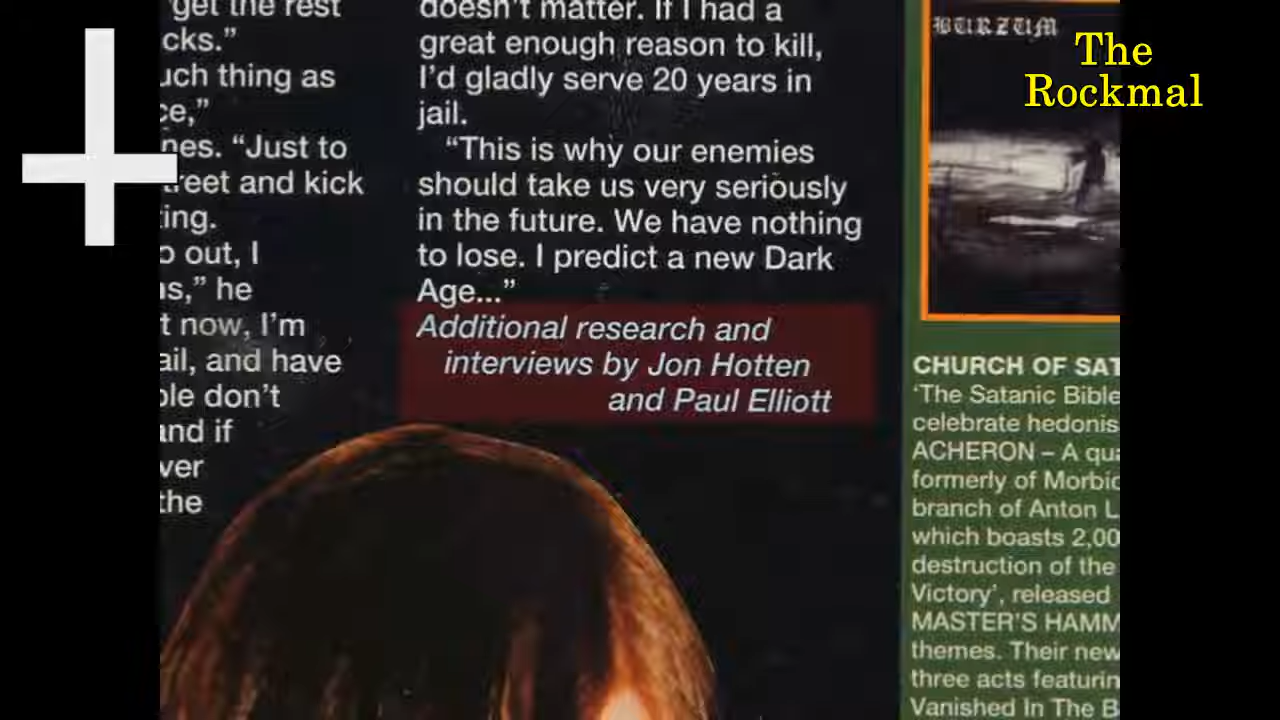 get the rest
cks.”
uch thing as
ce,”
nes. “Just to
treet and kick
ting.
o out, I
ns,” he
t now, I’m
ail, and have
ple don’t
and if
ver
the
doesn’t matter. If I had a
great enough reason to kill,
I’d gladly serve 20 years in
jail.
“This is why our enemies
should take us very seriously
in the future. We have nothing
to lose. I predict a new Dark
Age...”
Additional research and
interviews by Jon Hotten
and Paul Elliott
BURZUM
The
Rockmal
CHURCH OF SAT
‘The Satanic Bible
celebrate hedonis
ACHERON – A qua
formerly of Morbid
branch of Anton L
which boasts 2,00
destruction of the
Victory’, released
MASTER’S HAMM
themes. Their new
three acts featurin
Vanished In The B